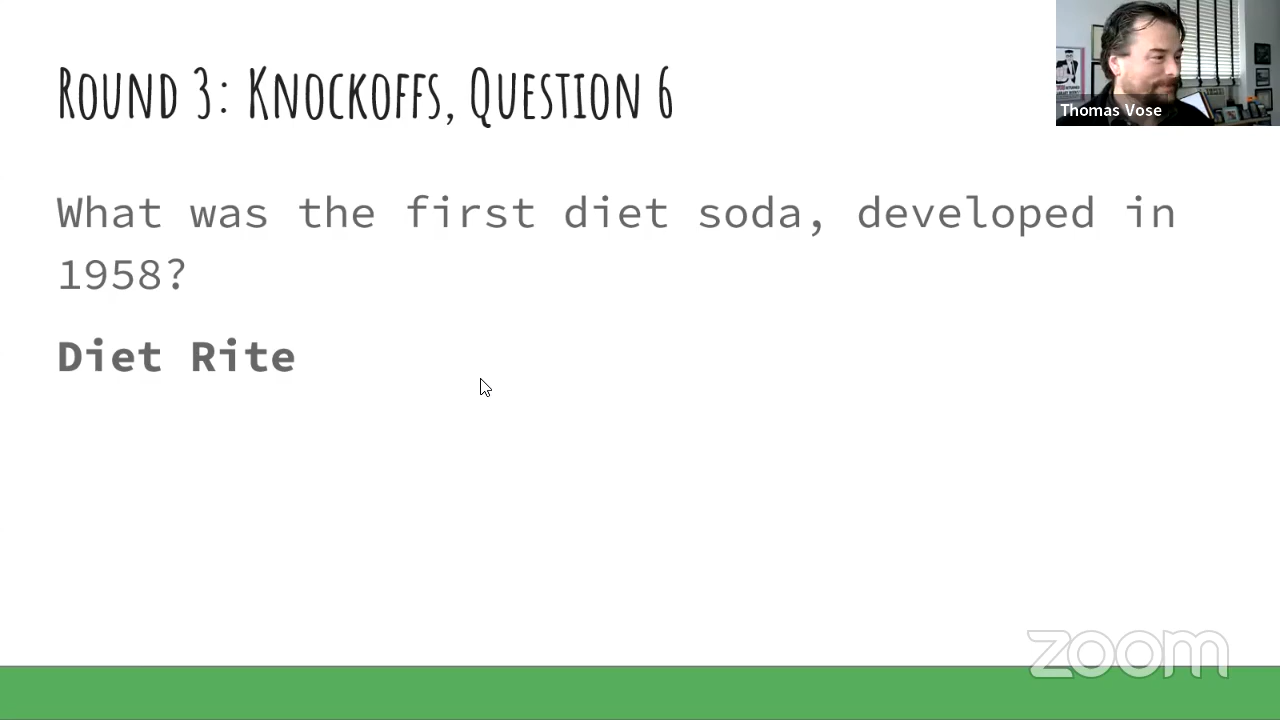 Round 3: Knockoffs, Question 6
What was the first diet soda, developed in
1958?
Diet Rite
Thomas Vose
zoom